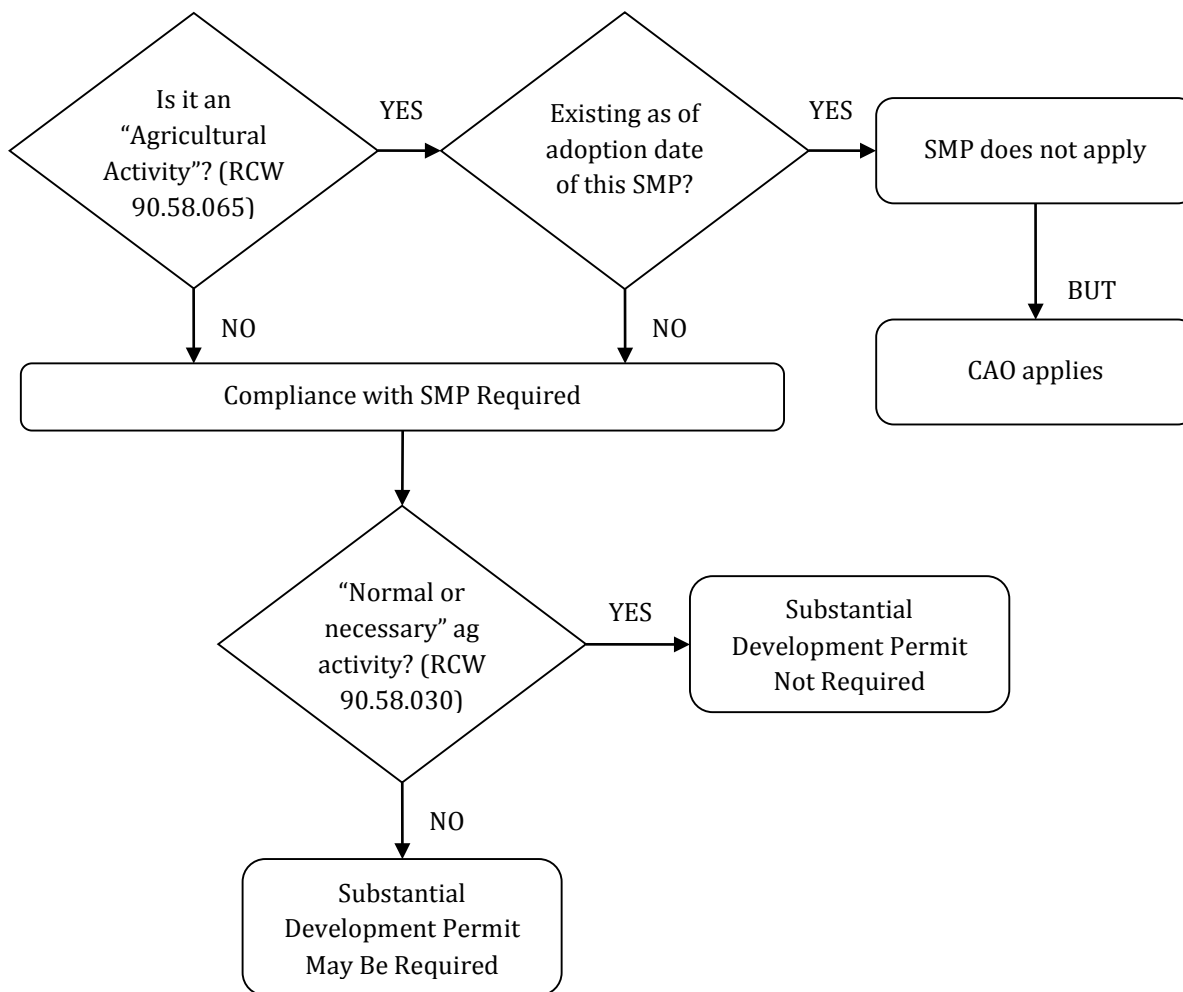 Is it an
“Agricultural
Activity”? (RCW
90.58.065)
YES
Existing as of
adoption date
of this SMP?
YES
SMP does not apply
BUT
CAO applies
NO
NO
Compliance with SMP Required
“Normal or
necessary” ag
activity? (RCW
90.58.030)
YES
Substantial
Development Permit
Not Required
NO
Substantial
Development Permit
May Be Required